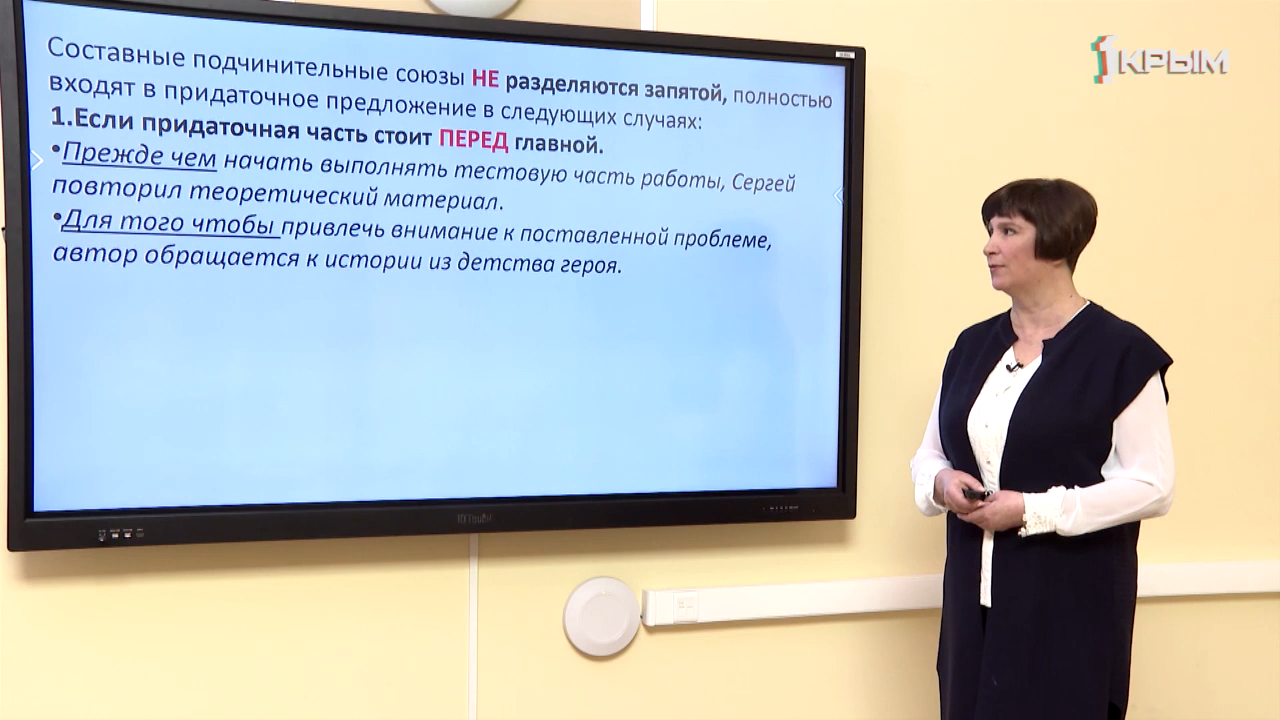 Составные подчинительные союзы НЕ разделяются запятой, полностью
входят в придаточное предложение в следующих случаях:
1.Если придаточная часть стоит ПЕРЕД главной.
•Прежде чем начать выполнять тестовую часть работы, Сергей
повторил теоретический материал.
•Для того чтобы привлечь внимание к поставленной проблеме,
автор обращается к истории из детства героя.
1КРЫМ